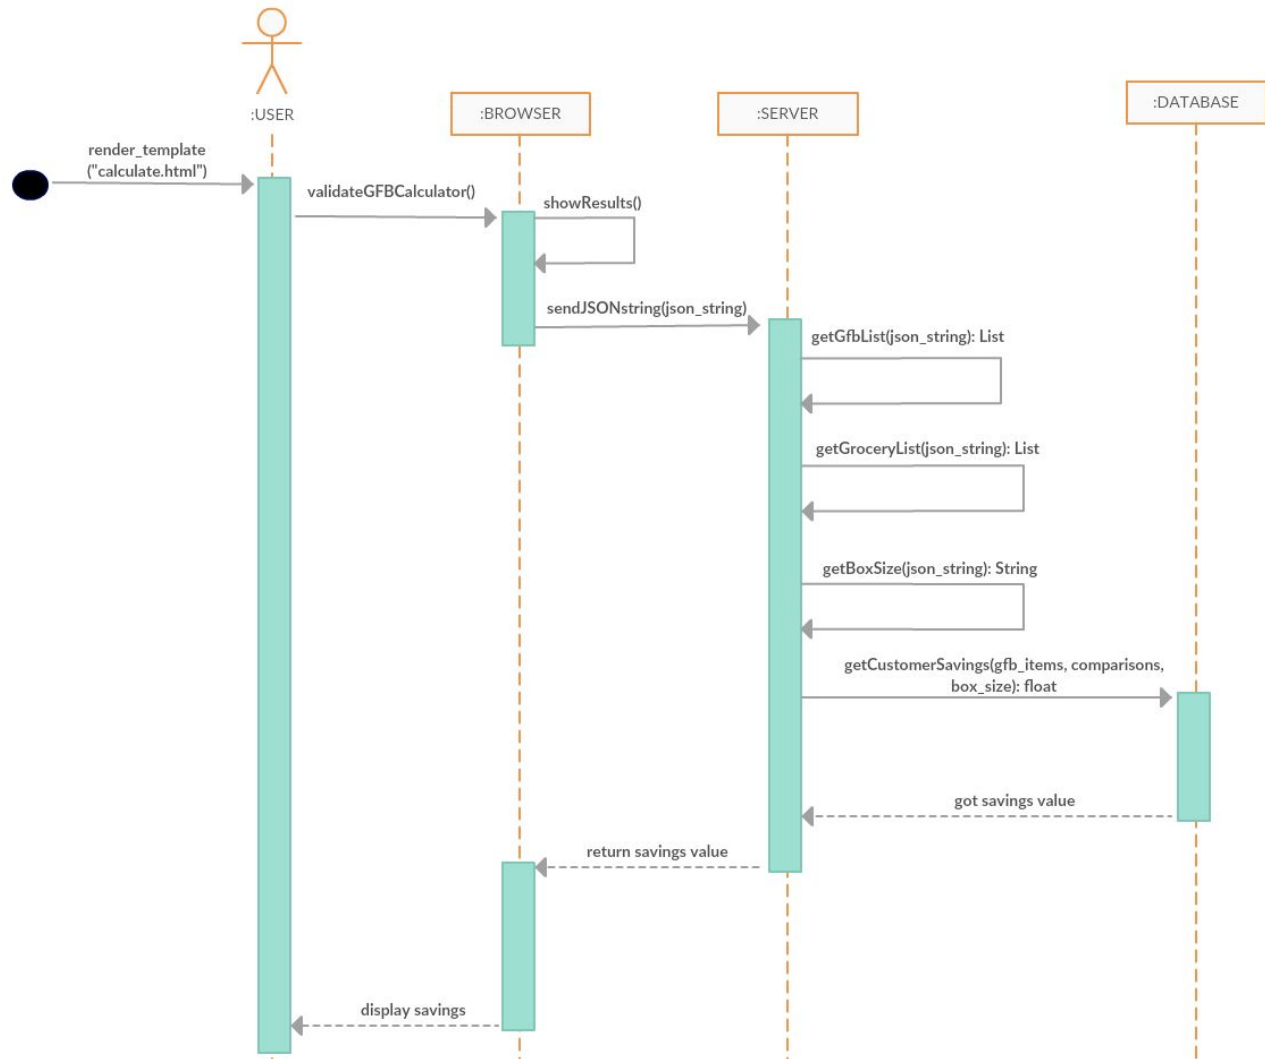 :USER
:BROWSER
:SERVER
:DATABASE
render_template
("calculate.html")
validateGFBCalculator()
showResults()
sendJSONstring(json_string)
getGfbList(json_string): List
getGroceryList(json_string): List
getBoxSize(json_string): String
getCustomerSavings(gfb_items, comparisons,
box_size): float
got savings value
return savings value
display savings